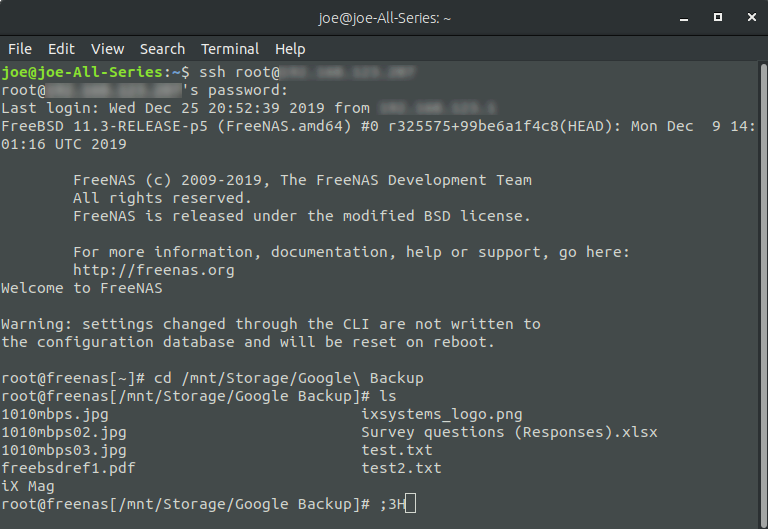 joe@joe-All-Series: ~
File Edit View Search Terminal Help
joe@joe-All-Series:~$ ssh root@
root@ 's password:
Last login: Wed Dec 25 20:52:39 2019 from
FreeBSD 11.3-RELEASE-p5 (FreeNAS.amd64) #0 r325575+99be6a1f4c8(HEAD): Mon Dec  9 14:
01:16 UTC 2019
FreeNAS (c) 2009-2019, The FreeNAS Development Team
All rights reserved.
FreeNAS is released under the modified BSD license.
For more information, documentation, help or support, go here:
http://freenas.org
Welcome to FreeNAS
Warning: settings changed through the CLI are not written to
the configuration database and will be reset on reboot.
root@freenas[~]# cd /mnt/Storage/Google\ Backup
root@freenas[/mnt/Storage/Google Backup]# ls
1010mbps.jpg ixsystems_logo.png
1010mbps02.jpg Survey questions (Responses).xlsx
1010mbps03.jpg test.txt
freebsdref1.pdf test2.txt
iX Mag
root@freenas[/mnt/Storage/Google Backup]# ;3H